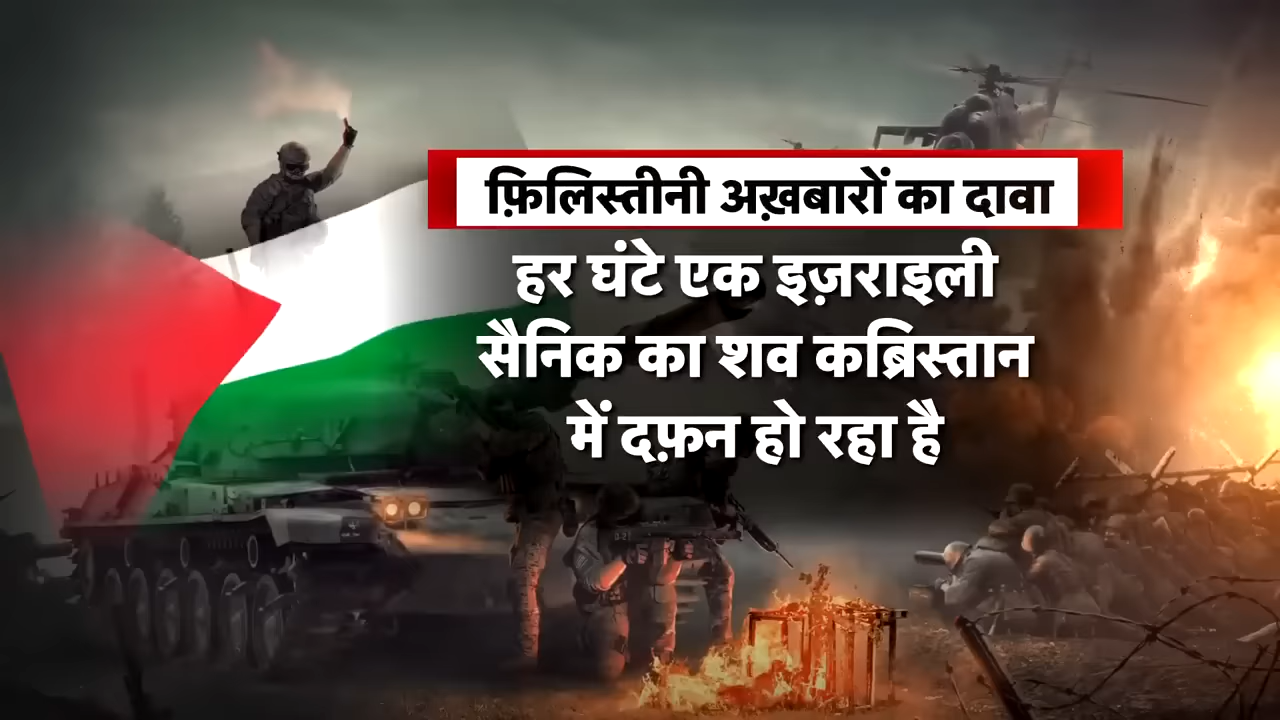 फ़िलिस्तीनी अख़बारों का दावा
हर घंटे एक इज़राइली
सैनिक का शव कब्रिस्तान
में दफ़न हो रहा है